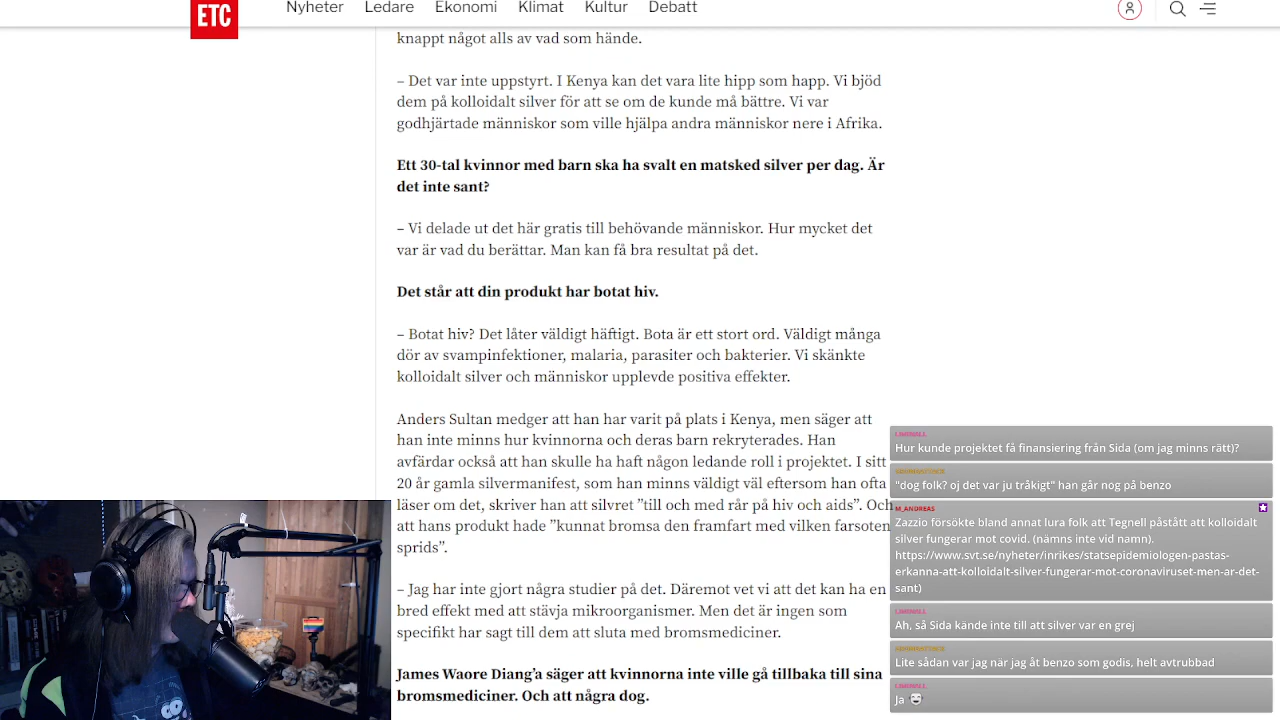 ETC
Nyheter Ledare Ekonomi Klimat Kultur Debatt
knappt något alls av vad som hände.
– Det var inte uppstyrt. I Kenya kan det vara lite hipp som happ. Vi bjöd
dem på kolloidalt silver för att se om de kunde må bättre. Vi var
godhjärtade människor som ville hjälpa andra människor nere i Afrika.
Ett 30-tal kvinnor med barn ska ha svalt en matsked silver per dag. Är
det inte sant?
– Vi delade ut det här gratis till behövande människor. Hur mycket det
var är vad du berättar. Man kan få bra resultat på det.
Det står att din produkt har botat hiv.
– Botat hiv? Det låter väldigt häftigt. Bota är ett stort ord. Väldigt många
dör av svampinfektioner, malaria, parasiter och bakterier. Vi skänkte
kolloidalt silver och människor upplevde positiva effekter.
Anders Sultan medger att han har varit på plats i Kenya, men säger att
han inte minns hur kvinnorna och deras barn rekryterades. Han
avfärdar också att han skulle ha haft någon ledande roll i projektet. I sitt
20 år gamla silvermanifest, som han minns väldigt väl eftersom han ofta
läser om det, skriver han att silvret ”till och med rår på hiv och aids”. Och
att hans produkt hade ”kunnat bromsa den framfart med vilken farsoten
sprids”.
– Jag har inte gjort några studier på det. Däremot vet vi att det kan ha en
bred effekt med att stävja mikroorganismer. Men det är ingen som
specifikt har sagt till dem att sluta med bromsmediciner.
James Waore Diang’a säger att kvinnorna inte ville gå tillbaka till sina
bromsmediciner. Och att några dog.
Hur kunde projektet få finansiering från Sida (om jag minns rätt)?
"dog folk? oj det var ju tråkigt" han går nog på benzo
M_ANDREAS
Zazzio försökte bland annat lura folk att Tegnell påstått att kolloidalt
silver fungerar mot covid. (nämns inte vid namn).
https://www.svt.se/nyheter/inrikes/statsepidemiologen-pastas-
erkanna-att-kolloidalt-silver-fungerar-mot-coronaviruset-men-ar-det-
sant)
Ah, så Sida kände inte till att silver var en grej
Lite sådan var jag när jag åt benzo som godis, helt avtrubbad
Ja